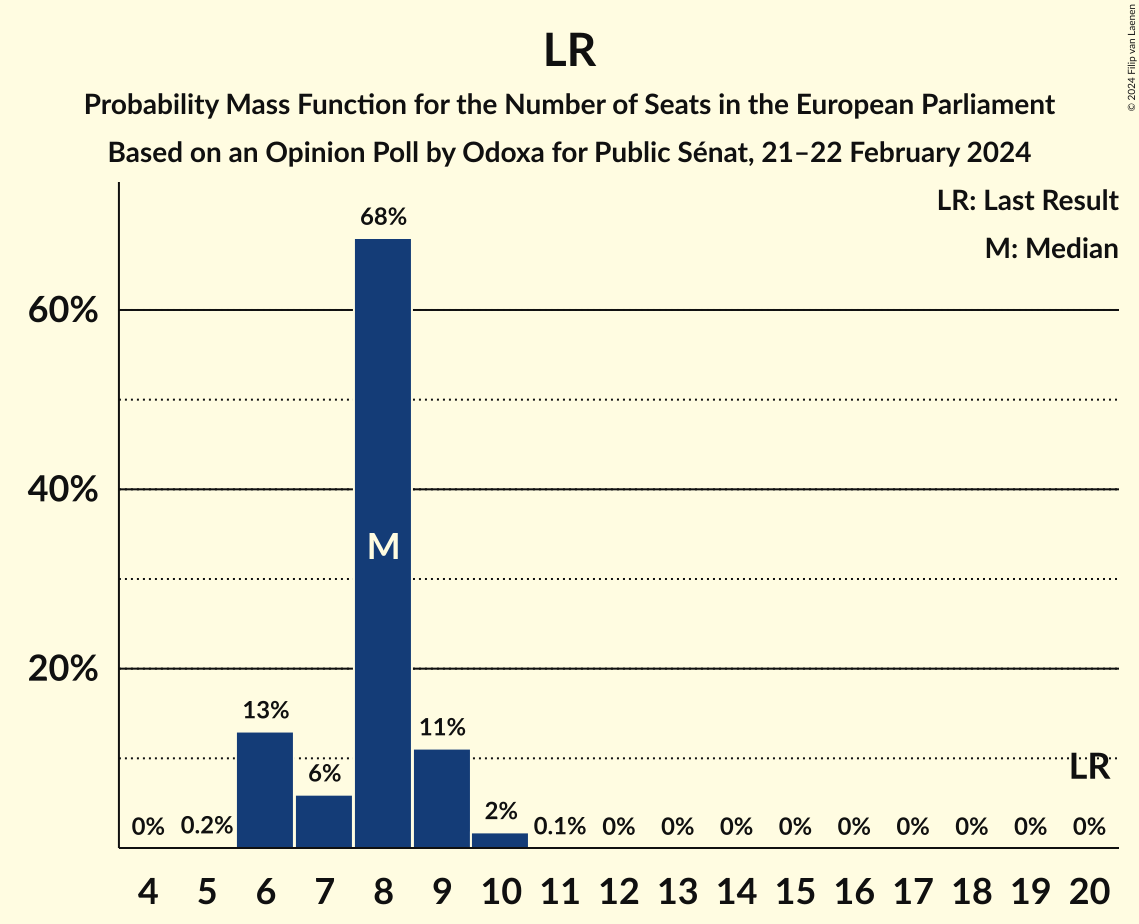 LR
Probability Mass Function for the Number of Seats in the European Parliament
Based on an Opinion Poll by Odoxa for Public Sénat, 21–22 February 2024
© 2024 Filip van Laenen
LR: Last Result
M: Median
68%
60%
40%
M
20%
13%
11%
6%
LR
2%
0% 0.2% 0.1% 0% 0% 0% 0% 0% 0% 0% 0% 0%
4 5 6 7 8 9 10 11 12 13 14 15 16 17 18 19 20